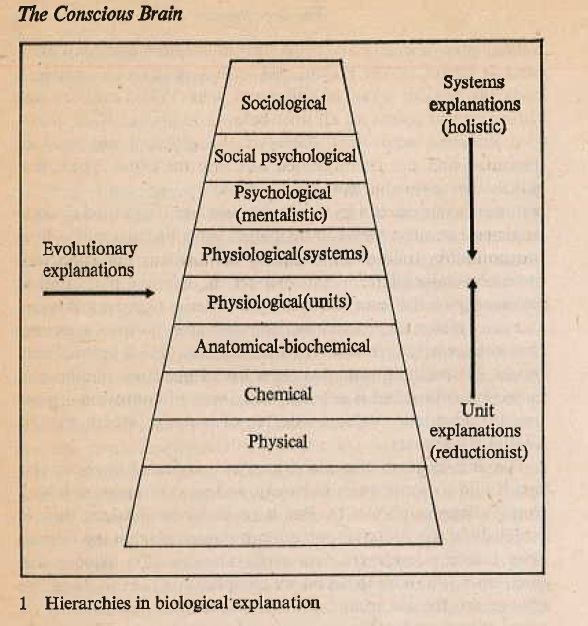 The Conscious Brain
Sociological
Social psychological
Psychological
(mentalistic)
Physiological(systems)
Physiological(units)
Anatomical-biochemical
Chemical
Physical
Evolutionary
explanations
Systems
explanations
(holistic)
Unit
explanations
(reductionist)
1 Hierarchies in biological explanation